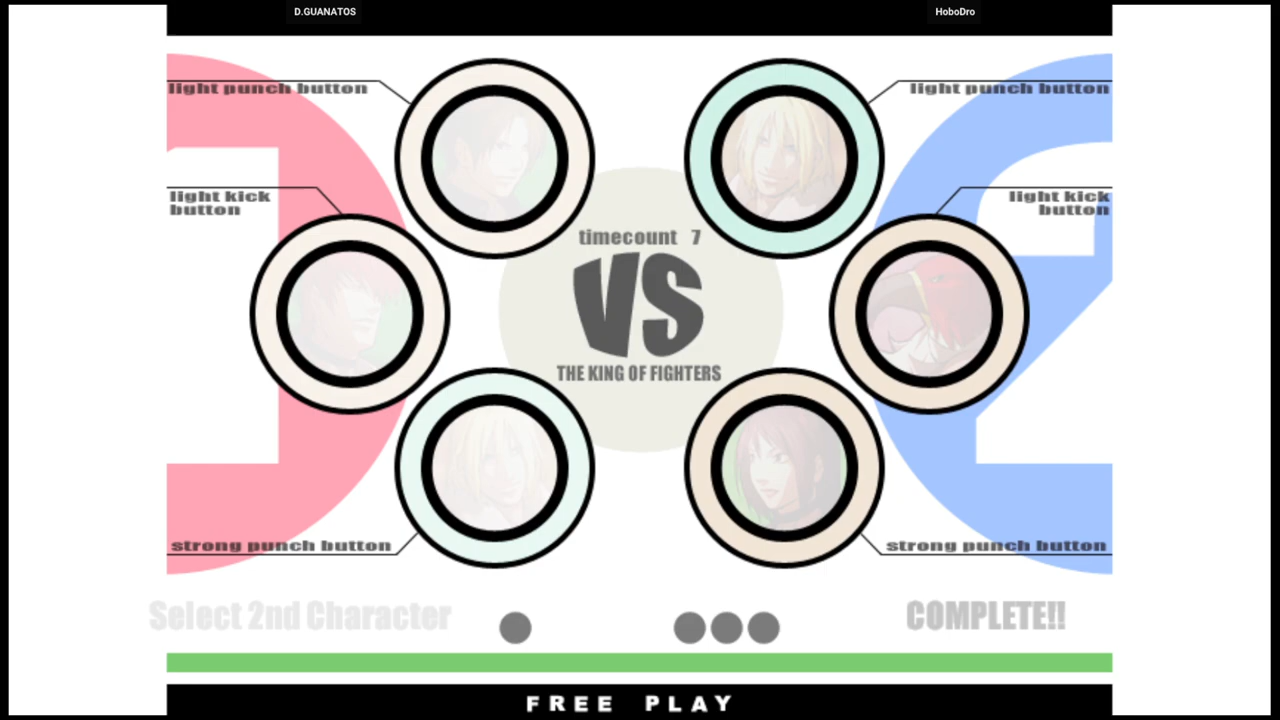 D.GUANATOS
HoboDro
light punch button
light punch button
light kick
button
light kick
button
timecount 7
VS
THE KING OF FIGHTERS
strong punch button
strong punch button
Select 2nd Character
COMPLETE!!
FREE PLAY